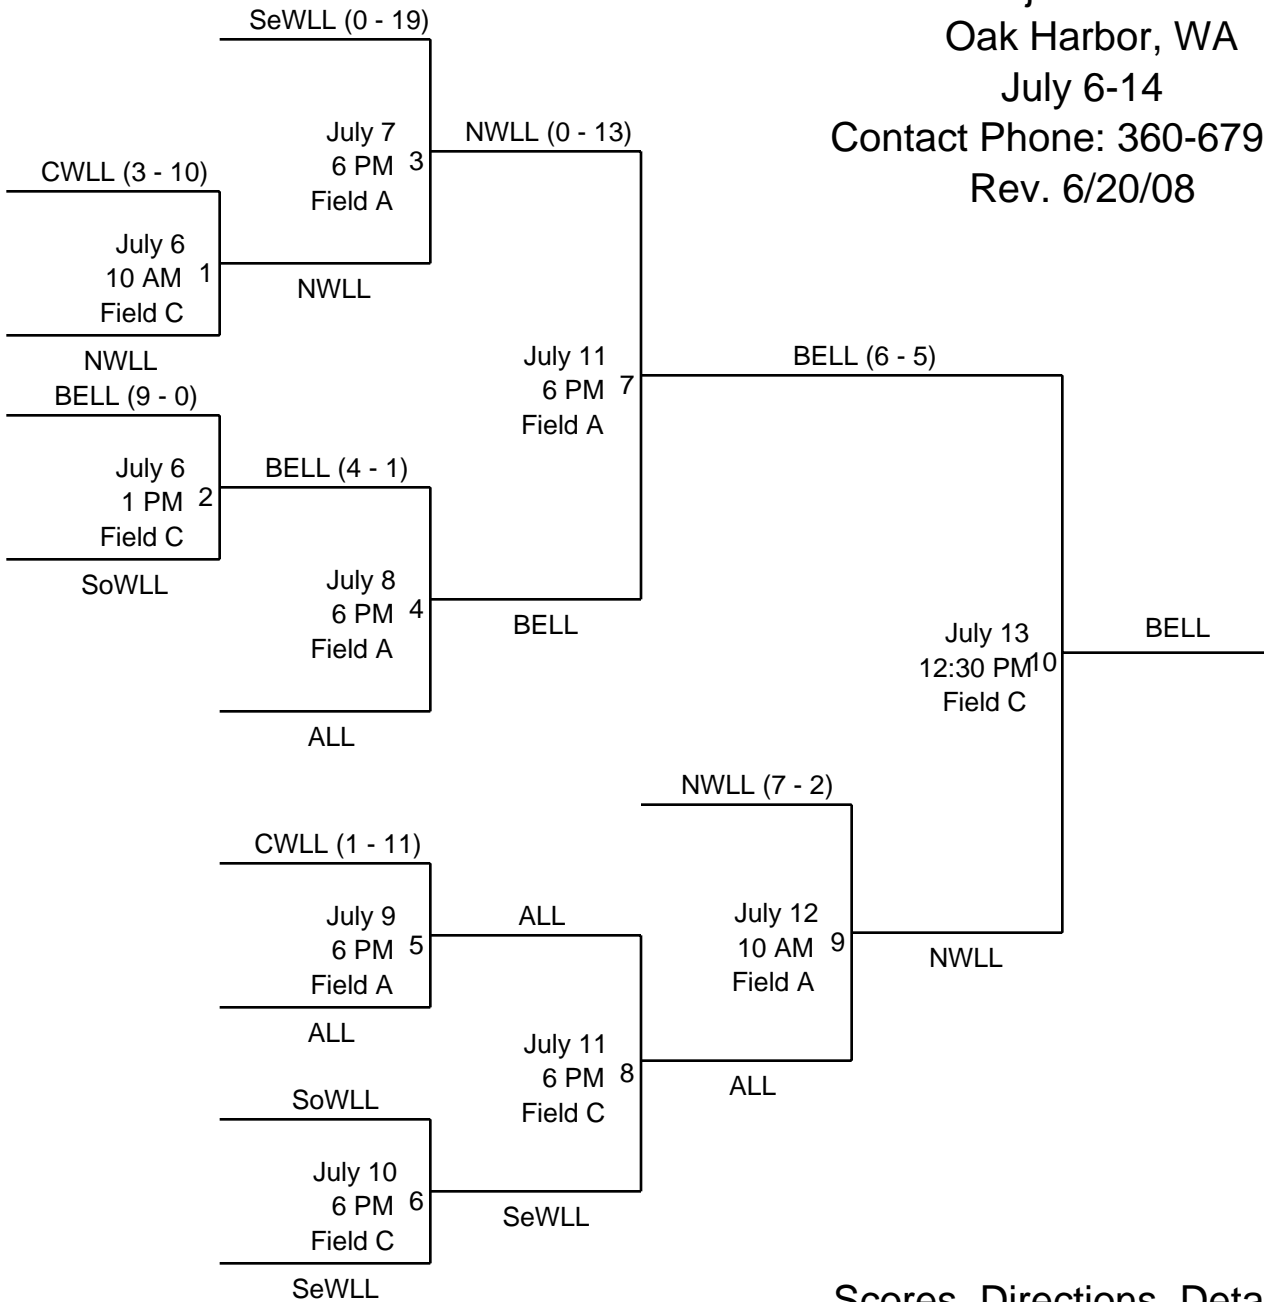 Oak Harbor, WA
July 6-14
Contact Phone: 360-679
Rev. 6/20/08
SeWLL (0 - 19)
July 7
6 PM 3
Field A
NWLL (0 - 13)
CWLL (3 - 10)
July 6
10 AM 1
Field C
NWLL
NWLL
BELL (9 - 0)
July 6
1 PM 2
Field C
SoWLL
BELL (4 - 1)
July 8
6 PM 4
Field A
ALL
BELL
July 11
6 PM 7
Field A
BELL (6 - 5)
July 13
12:30 PM 10
Field C
BELL
NWLL (7 - 2)
CWLL (1 - 11)
July 9
6 PM 5
Field A
ALL
ALL
July 12
10 AM 9
Field A
NWLL
July 11
6 PM 8
Field C
ALL
SoWLL
July 10
6 PM 6
Field C
SeWLL
SeWLL
Scores, Directions, Deta